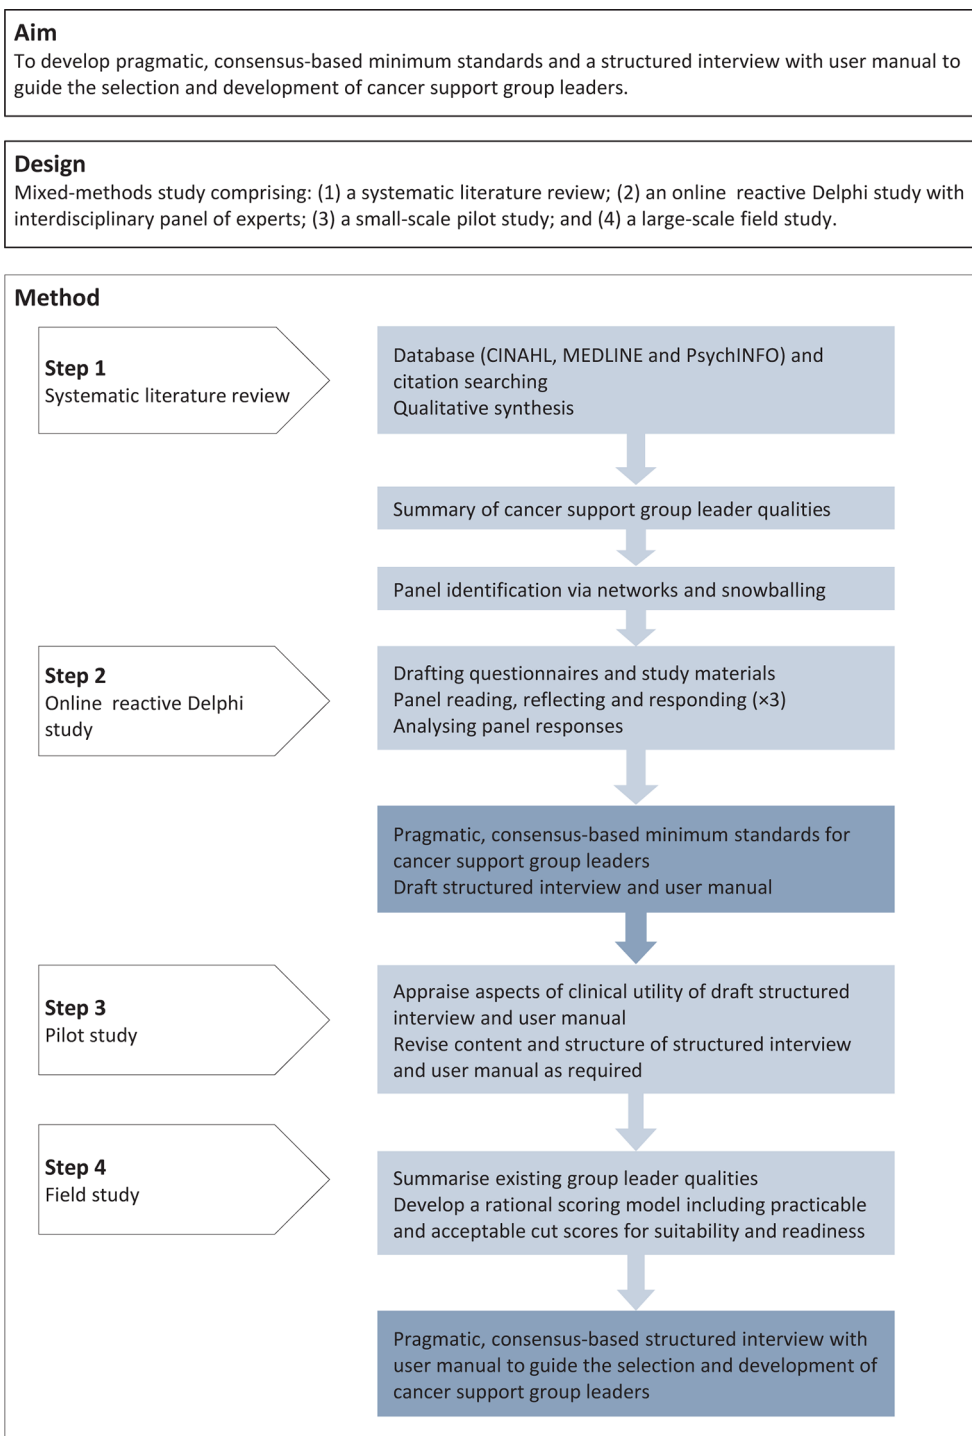 Aim
To develop pragmatic, consensus-based minimum standards and a structured interview with user manual to
guide the selection and development of cancer support group leaders.
Design
Mixed-methods study comprising: (1) a systematic literature review; (2) an online reactive Delphi study with
interdisciplinary panel of experts; (3) a small-scale pilot study; and (4) a large-scale field study.
Method
Step 1
Systematic literature review
Database (CINAHL, MEDLINE and PsychINFO) and
citation searching
Qualitative synthesis
Summary of cancer support group leader qualities
Panel identification via networks and snowballing
Step 2
Online reactive Delphi
study
Drafting questionnaires and study materials
Panel reading, reflecting and responding (×3)
Analysing panel responses
Pragmatic, consensus-based minimum standards for
cancer support group leaders
Draft structured interview and user manual
Step 3
Pilot study
Appraise aspects of clinical utility of draft structured
interview and user manual
Revise content and structure of structured interview
and user manual as required
Step 4
Field study
Summarise existing group leader qualities
Develop a rational scoring model including practicable
and acceptable cut scores for suitability and readiness
Pragmatic, consensus-based structured interview with
user manual to guide the selection and development of
cancer support group leaders